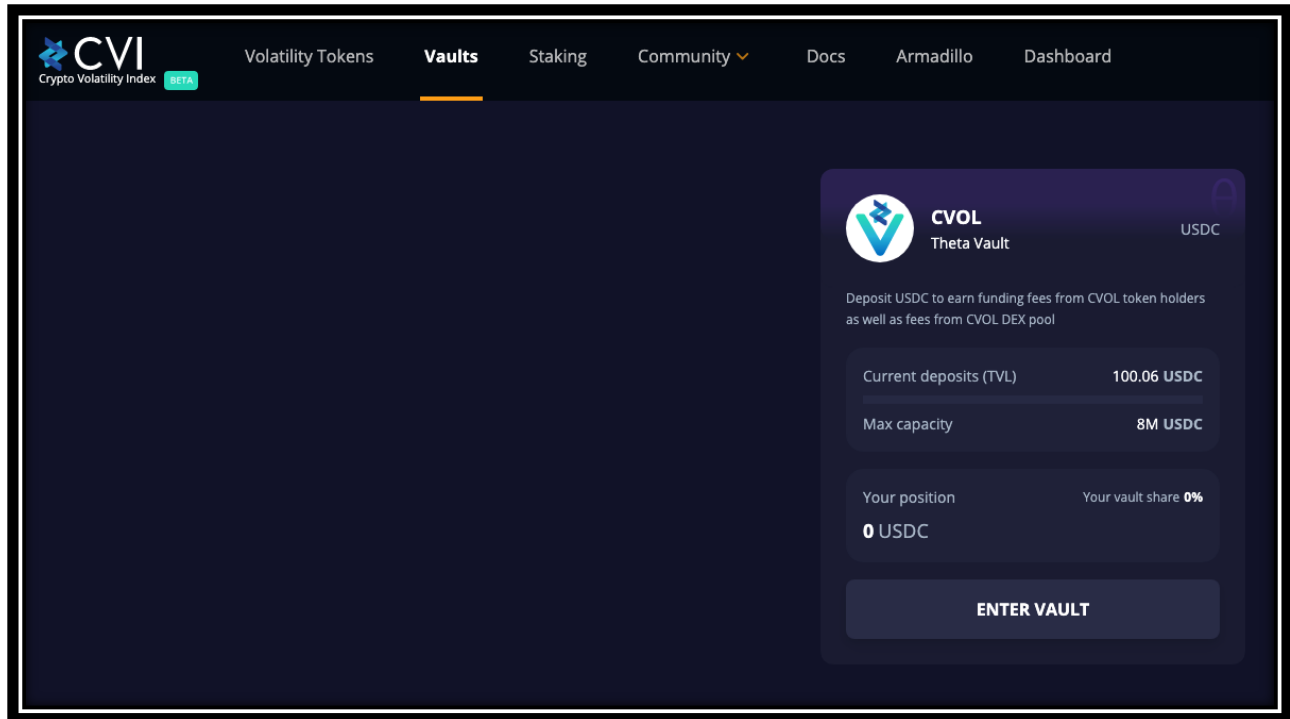 CVI
Crypto Volatility Index BETA
Volatility Tokens Vaults Staking Community Docs Armadillo Dashboard
CVOL
Theta Vault
USDC
Deposit USDC to earn funding fees from CVOL token holders
as well as fees from CVOL DEX pool
Current deposits (TVL) 100.06 USDC
Max capacity 8M USDC
Your position Your vault share 0%
0 USDC
ENTER VAULT